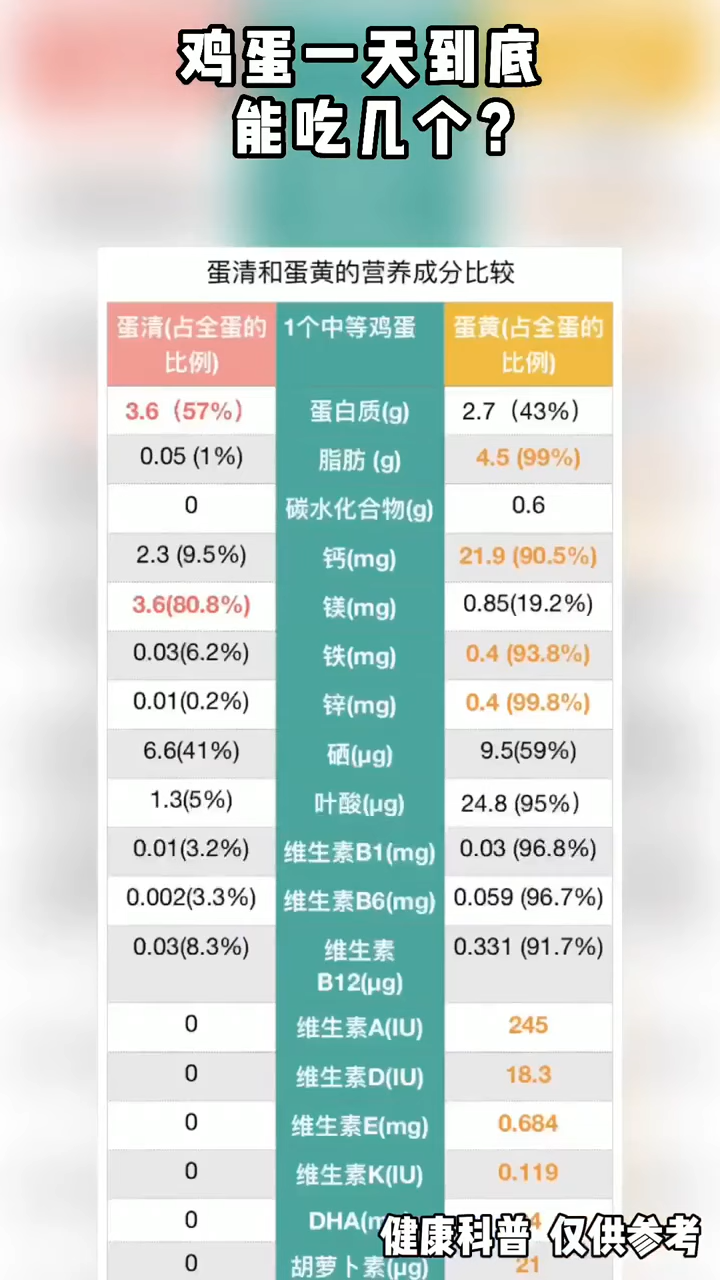 鸡蛋一天到底
能吃几个?
蛋清和蛋黄的营养成分比较
蛋清(占全蛋的比例) 1个中等鸡蛋 蛋黄(占全蛋的比例)
3.6（57%） 蛋白质(g) 2.7（43%）
0.05 (1%) 脂肪 (g) 4.5 (99%)
0 碳水化合物(g) 0.6
2.3 (9.5%) 钙(mg) 21.9 (90.5%)
3.6(80.8%) 镁(mg) 0.85(19.2%)
0.03(6.2%) 铁(mg) 0.4 (93.8%)
0.01(0.2%) 锌(mg) 0.4 (99.8%)
6.6(41%) 硒(μg) 9.5(59%)
1.3(5%) 叶酸(μg) 24.8 (95%）
0.01(3.2%) 维生素B1(mg) 0.03 (96.8%)
0.002(3.3%) 维生素B6(mg) 0.059 (96.7%)
0.03(8.3%) 维生素B12(μg) 0.331 (91.7%)
0 维生素A(IU) 245
0 维生素D(IU) 18.3
0 维生素E(mg) 0.684
0 维生素K(IU) 0.119
0
健康科普 仅供参考
0 胡萝卜素(μg) 21